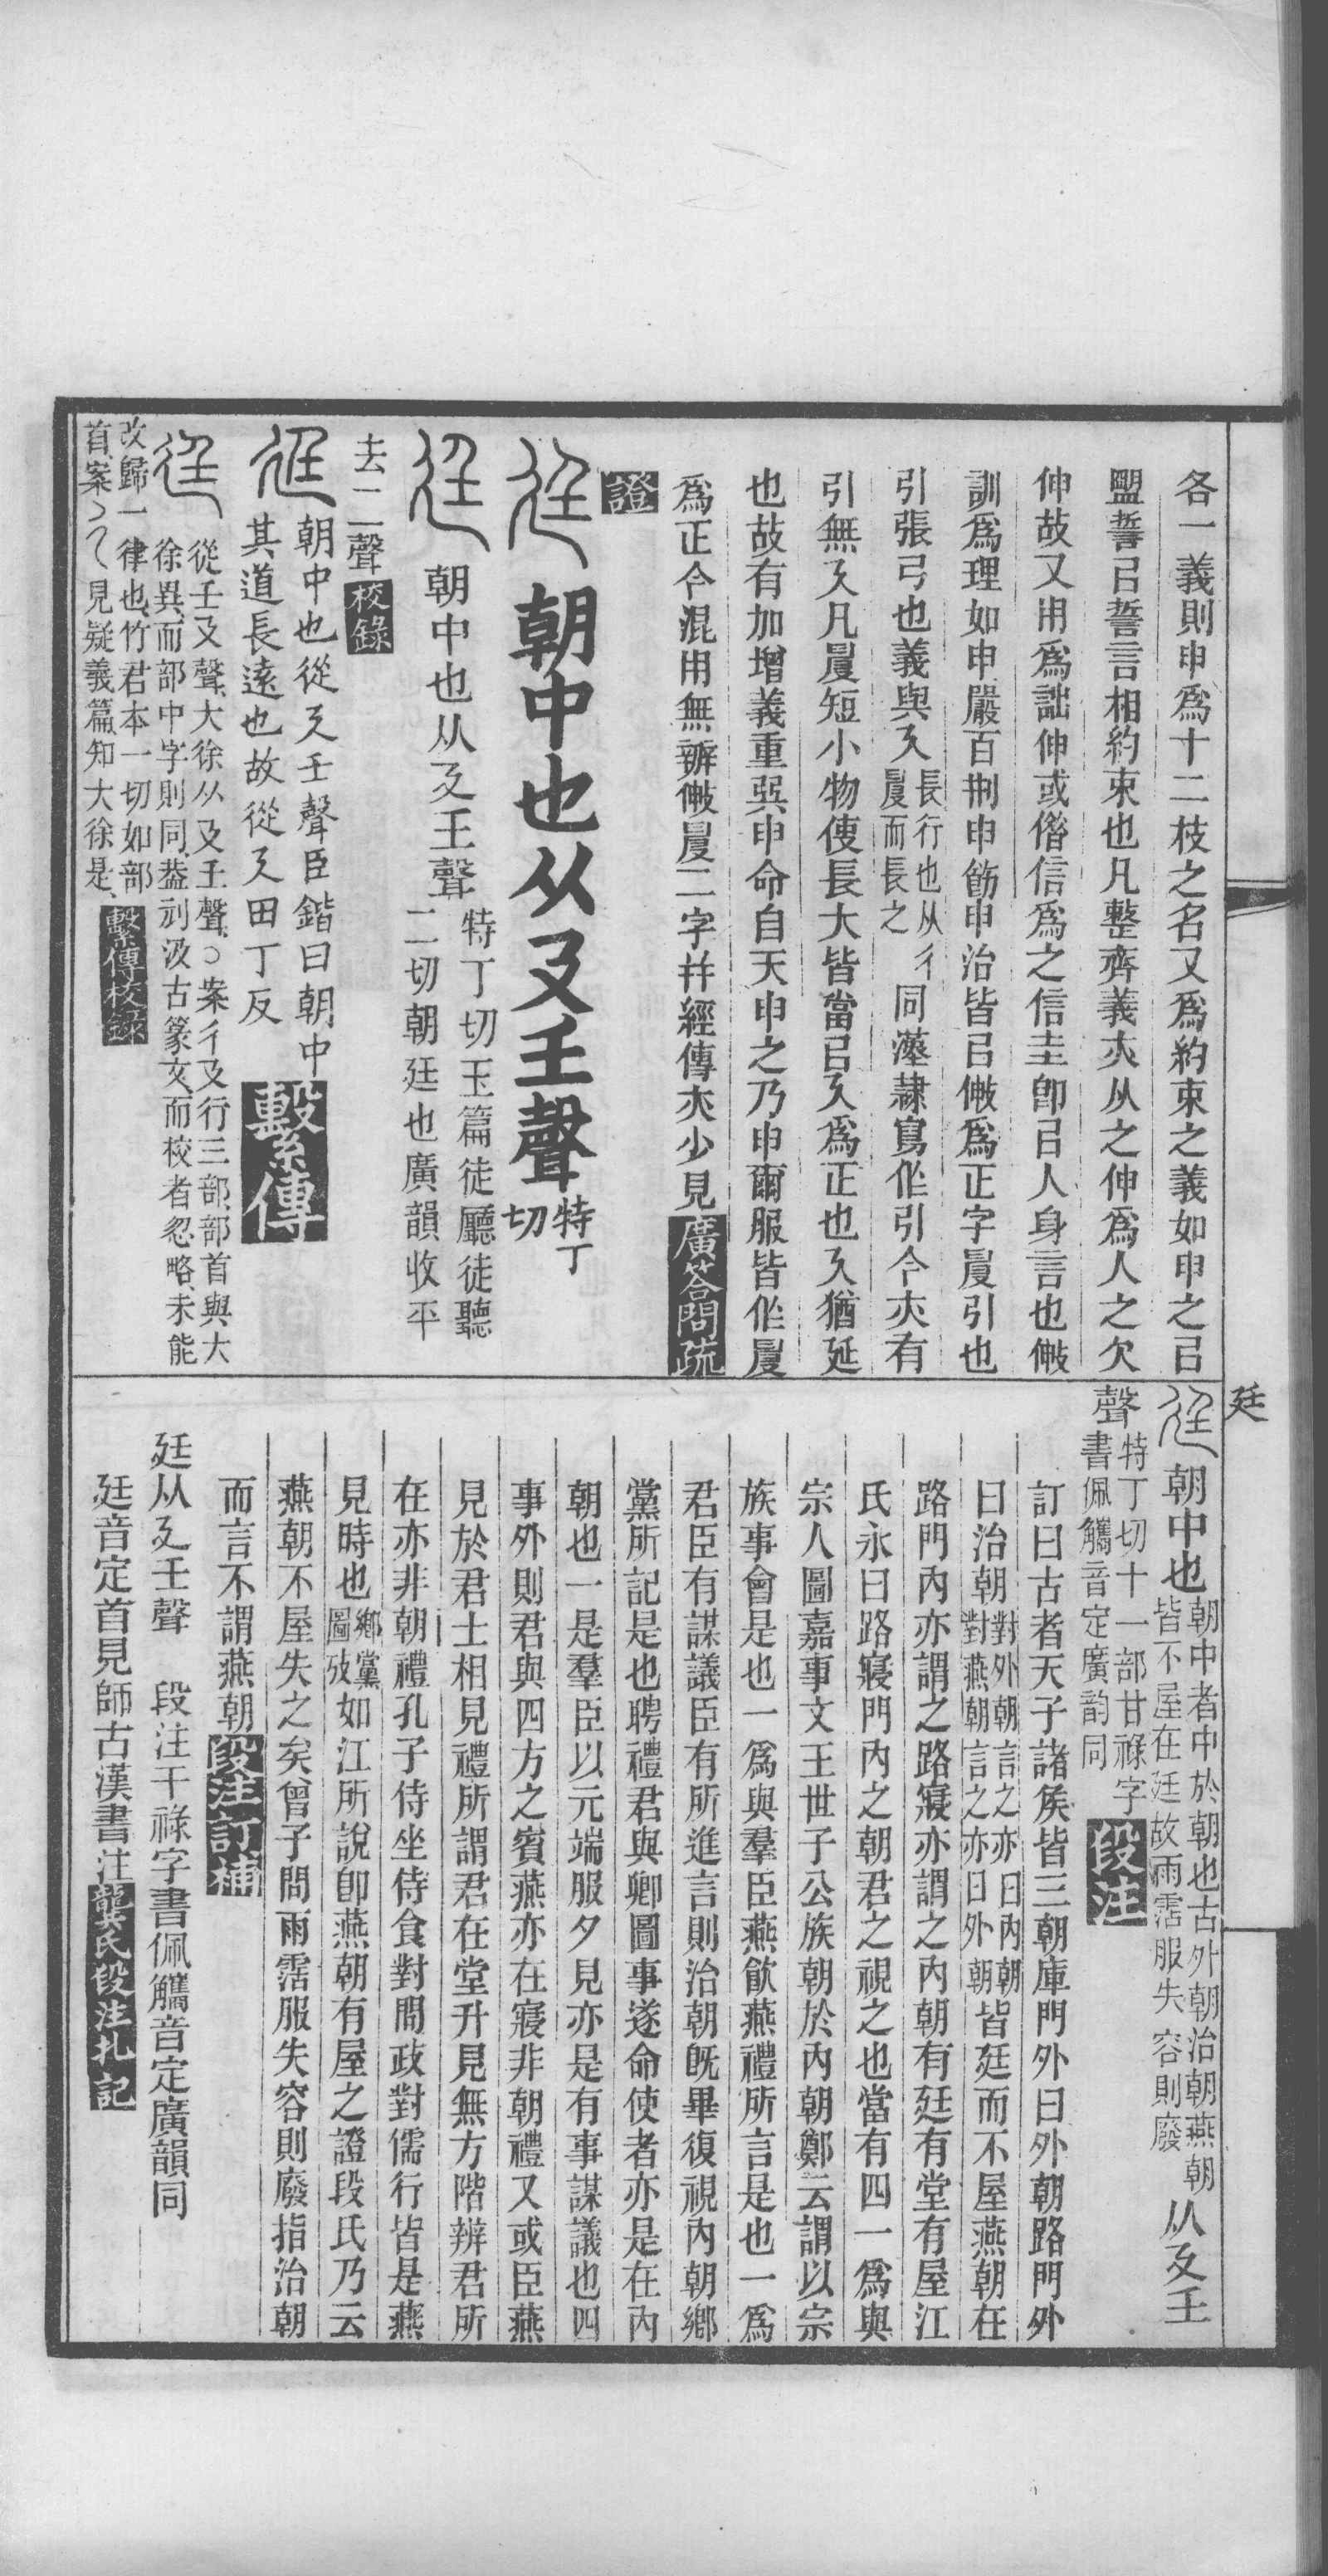 各一義則申爲十二枝之名又爲約束之義如申之㠯
盟誓㠯誓言相約束也凡整齊義亦从之伸爲人之欠
伸故又用爲詘伸或借信爲之信圭卽㠯人身言也敒
訓爲理如申嚴百刑申飭申治皆㠯敒爲正字㫃引也
引張弓也義與廴長行也从彳㫃而長之同藻隷寫作引今亦有
引無廴凡㫃短小物使長大皆當㠯廴爲正也廴猶延
也故有加增義重巽申命自天申之乃申爾服皆作㫃
爲正今混用無辨敒㫃二字幷經傳亦少見廣答問疏
證
廷朝中也从廴壬聲特丁切
廷朝中也从廴王聲特丁切玉篇徒廳徒聽二切朝廷也廣韻收平
去二聲校錄
廷朝中也從廴壬聲臣鍇曰朝中
其道長遠也故從廴田丁反繫傳
廷從壬廴聲大徐从廴王聲○案彳廴行三部部首與大
徐異而部中字則同葢刓汲古篆文而校者忽略未能
改歸一律也竹君本一切如部
首案乀見疑義篇知大徐是繫傳校錄
廷
廷朝中也朝中者中於朝也古外朝治朝燕朝皆不屋在廷故雨霑服失容則廢从廴王
聲特丁切十一部干祿字書佩觿音定廣韵同段注
訂曰古者天子諸矦皆三朝庫門外曰外朝路門外
曰治朝對外朝言之亦曰內朝對燕朝言之亦曰外朝皆廷而不屋燕朝在
路門內亦謂之路寢亦謂之內朝有廷有堂有屋江
氏永曰路寢門內之朝君之視之也當有四一爲與
宗人圖嘉事文王世子公族朝於內朝鄭云謂以宗
族事會是也一爲與羣臣燕飮燕禮所言是也一爲
君臣有謀議臣有所進言則治朝旣畢復視內朝鄉
黨所記是也聘禮君與卿圖事遂命使者亦是在內
朝也一是羣臣以元端服夕見亦是有事謀議也四
事外則君與四方之賓燕亦在寢非朝禮又或臣燕
見於君士相見禮所謂君在堂升見無方階辨君所
在亦非朝禮孔子侍坐侍食對問政對儒行皆是燕
見時也鄉黨圖攷如江所說卽燕朝有屋之證段氏乃云
燕朝不屋失之矣曾子問雨霑服失容則廢指治朝
而言不謂燕朝段注訂補
廷从廴王聲　段注干祿字書佩觿音定廣韻同
廷音定首見師古漢書注龔氏段注札記